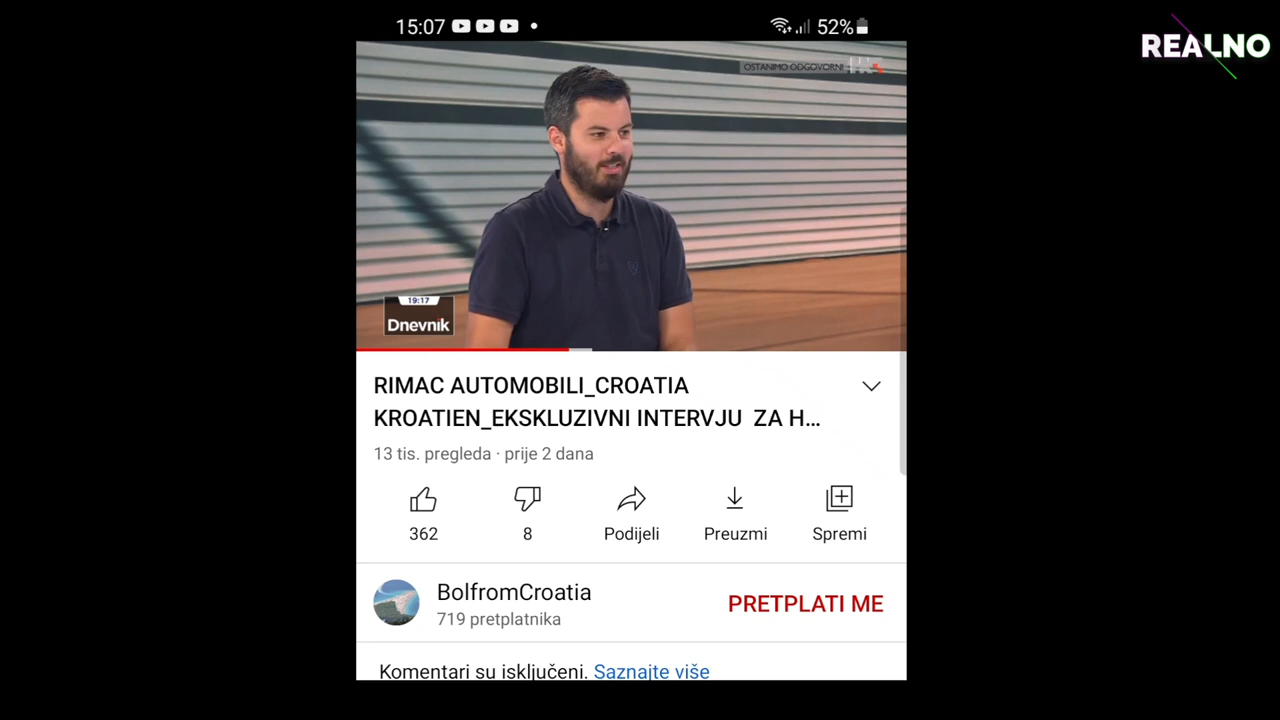 15:07
52%
REALNO
OSTANIMO ODGOVORNI
19:17
Dnevnik
RIMAC AUTOMOBILI_CROATIA
KROATIEN_EKSKLUZIVNI INTERVJU ZA H...
13 tis. pregleda · prije 2 dana
362
8
Podijeli
Preuzmi
Spremi
BolfromCroatia
719 pretplatnika
PRETPLATI ME
Komentari su isključeni. Saznajte više